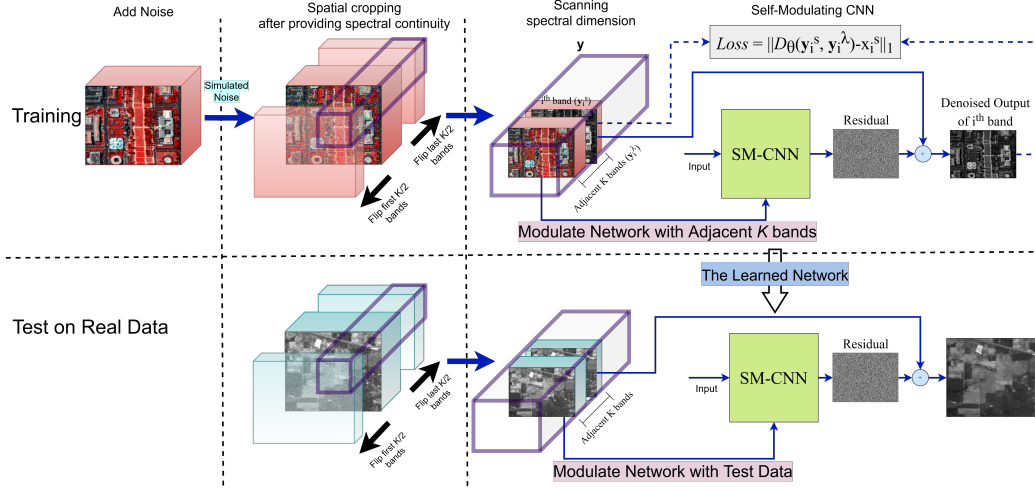 Add Noise
Spatial cropping
after providing spectral continuity
Scanning
spectral dimension
Self-Modulating CNN
y
Loss = ||Dθ(yᵢˢ, yᵢ^λ)-xᵢˢ||₁
Training
Simulated
Noise
Flip last K/2
bands
Flip first K/2
bands
iᵗʰ band (yᵢˢ)
Adjacent K bands (yᵢ^λ)
Input
SM-CNN
Residual
+
Denoised Output
of iᵗʰ band
Modulate Network with Adjacent K bands
The Learned Network
Test on Real Data
Flip last K/2
bands
Flip first K/2
bands
Adjacent K bands
Input
SM-CNN
Residual
+
Modulate Network with Test Data